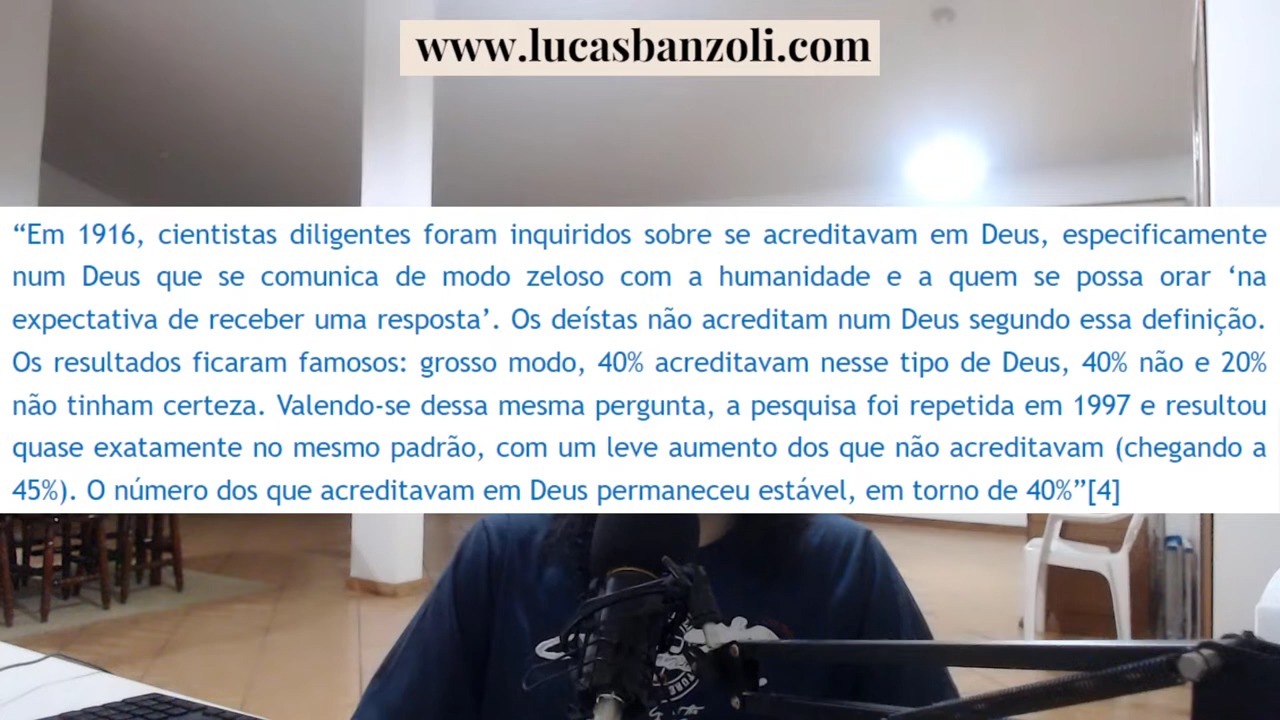 www.lucasbanzoli.com
“Em 1916, cientistas diligentes foram inquiridos sobre se acreditavam em Deus, especificamente
num Deus que se comunica de modo zeloso com a humanidade e a quem se possa orar ‘na
expectativa de receber uma resposta’. Os deístas não acreditam num Deus segundo essa definição.
Os resultados ficaram famosos: grosso modo, 40% acreditavam nesse tipo de Deus, 40% não e 20%
não tinham certeza. Valendo-se dessa mesma pergunta, a pesquisa foi repetida em 1997 e resultou
quase exatamente no mesmo padrão, com um leve aumento dos que não acreditavam (chegando a
45%). O número dos que acreditavam em Deus permaneceu estável, em torno de 40%”[4]